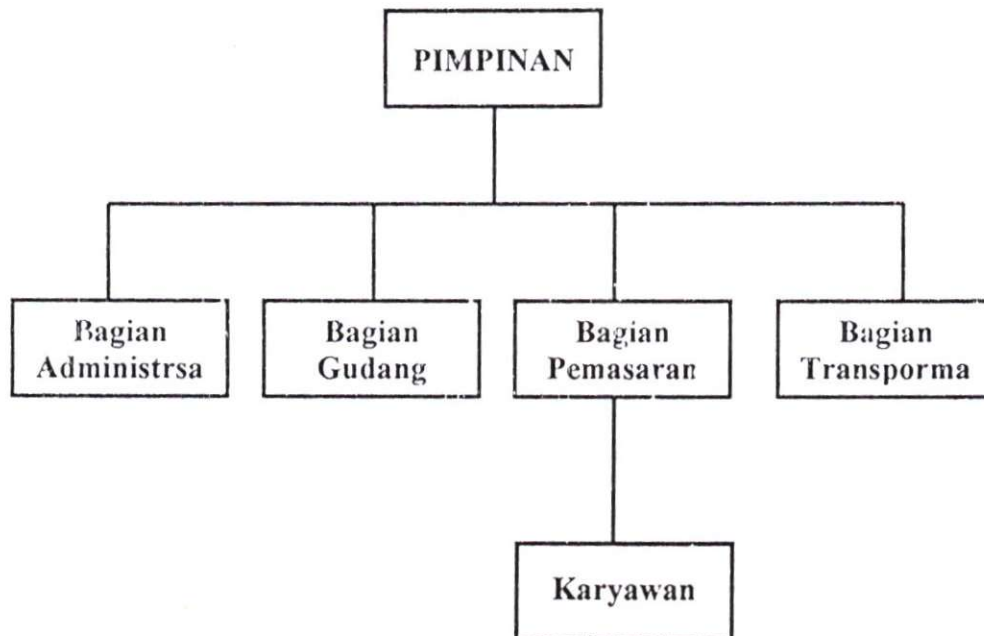 PIMPINAN
Bagian
Administrsa
Bagian
Gudang
Bagian
Pemasaran
Bagian
Transporma
Karyawan